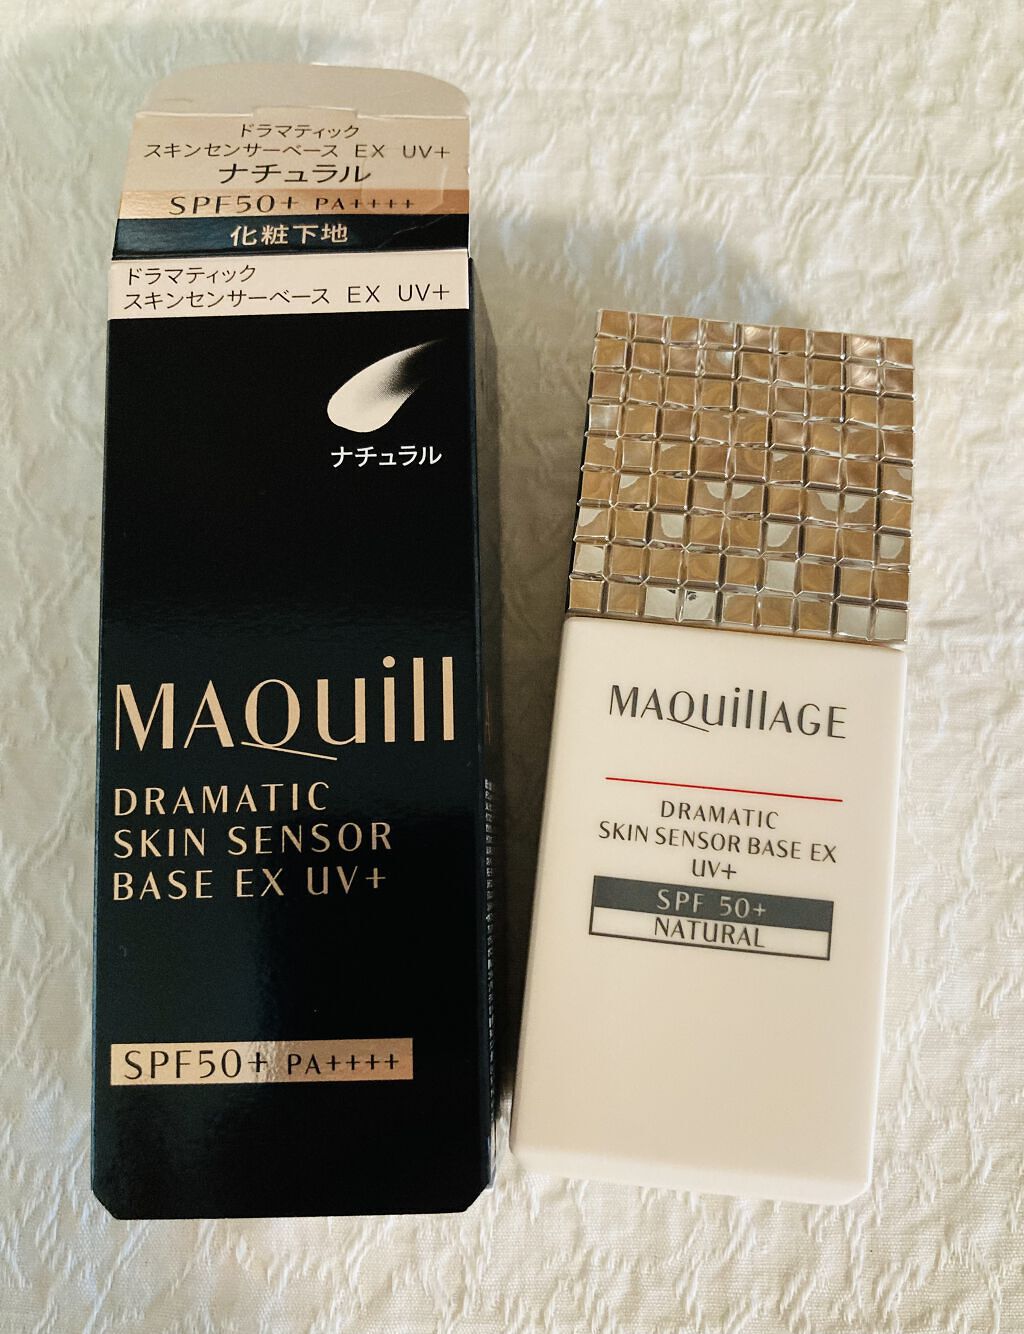 ドラマティック
スキンセンサーベース EX UV+
ナチュラル
SPF50+ PA++++
化粧下地
ドラマティック
スキンセンサーベース EX UV+
ナチュラル
MAQuill
DRAMATIC
SKIN SENSOR
BASE EX UV+
SPF50+ PA++++
MAQuillAGE
DRAMATIC
SKIN SENSOR BASE EX
UV+
SPF 50+
NATURAL